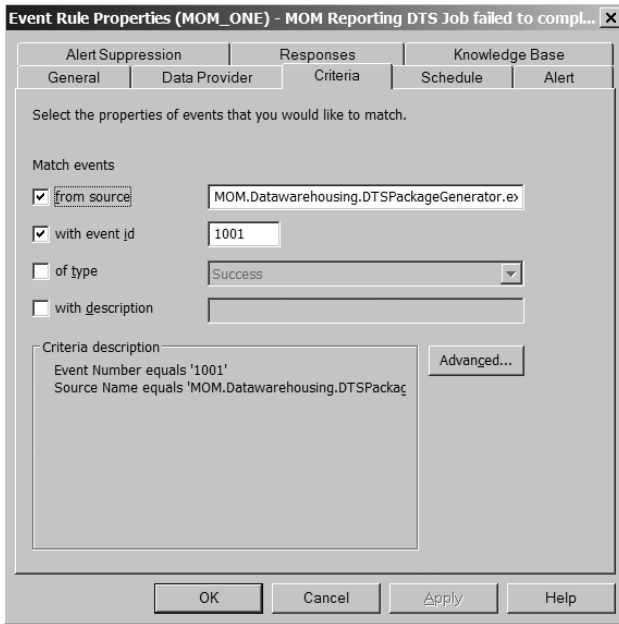 Event Rule Properties (MOM_ONE) - MOM Reporting DTS Job failed to compl...
Alert Suppression Responses Knowledge Base
General Data Provider Criteria Schedule Alert
Select the properties of events that you would like to match.
Match events
from source MOM.Datawarehousing.DTSPackageGenerator.ex
with event id 1001
of type Success
with description
Criteria description
Advanced...
Event Number equals '1001'
Source Name equals 'MOM.Datawarehousing.DTSPackag
OK Cancel Apply Help